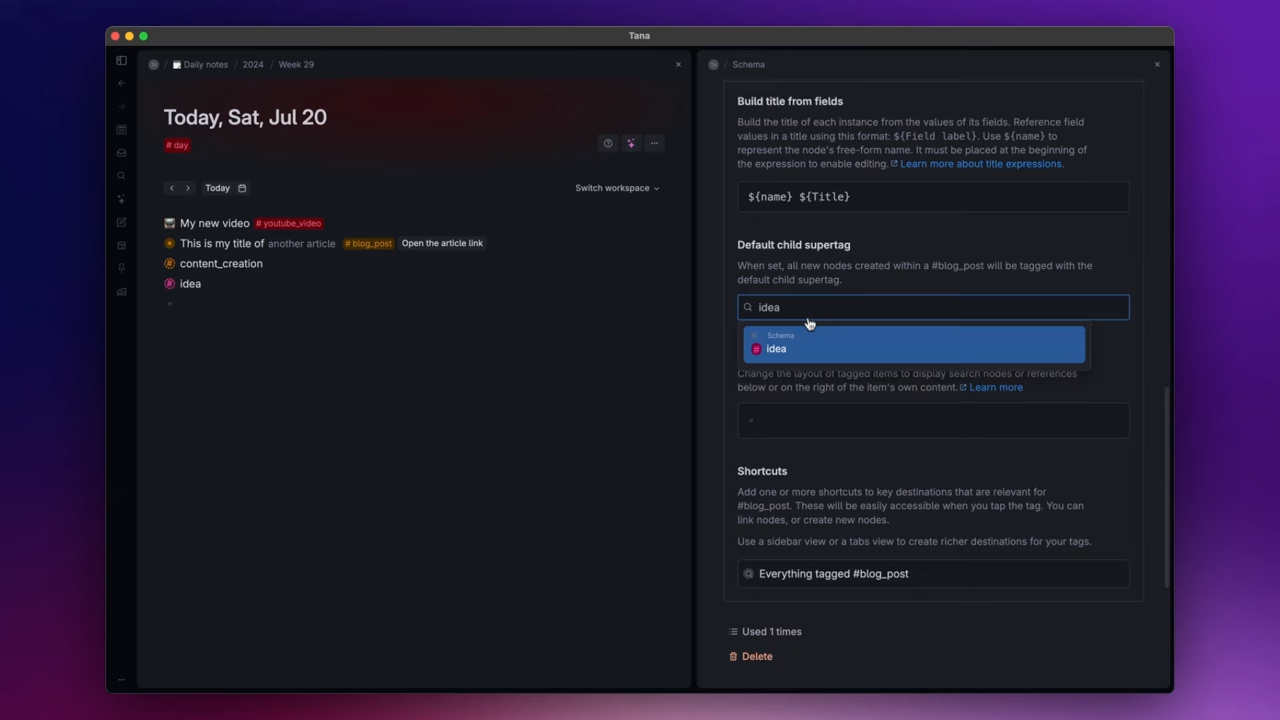 Tana
Daily notes / 2024 / Week 29
Today, Sat, Jul 20
# day
Today
Switch workspace
My new video # youtube_video
This is my title of another article # blog_post Open the article link
content_creation
idea
/ Schema
Build title from fields
Build the title of each instance from the values of its fields. Reference field
values in a title using this format: ${Field label}. Use ${name} to
represent the node's free-form name. It must be placed at the beginning of
the expression to enable editing. Learn more about title expressions.
${name} ${Title}
Default child supertag
When set, all new nodes created within a #blog_post will be tagged with the
default child supertag.
idea
Schema
# idea
Change the layout of tagged items to display search nodes or references
below or on the right of the item's own content. Learn more
Shortcuts
Add one or more shortcuts to key destinations that are relevant for
#blog_post. These will be easily accessible when you tap the tag. You can
link nodes, or create new nodes.
Use a sidebar view or a tabs view to create richer destinations for your tags.
Everything tagged #blog_post
Used 1 times
Delete